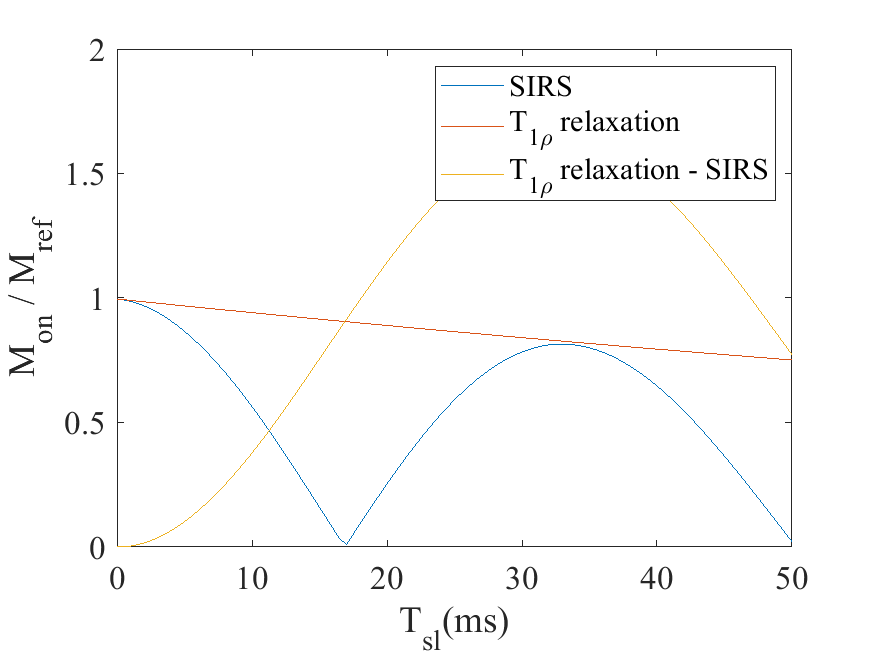 2
1.5
1
0.5
0
0 10 20 30 40 50
M_on / M_ref
T_sl(ms)
SIRS
T_1ρ relaxation
T_1ρ relaxation - SIRS